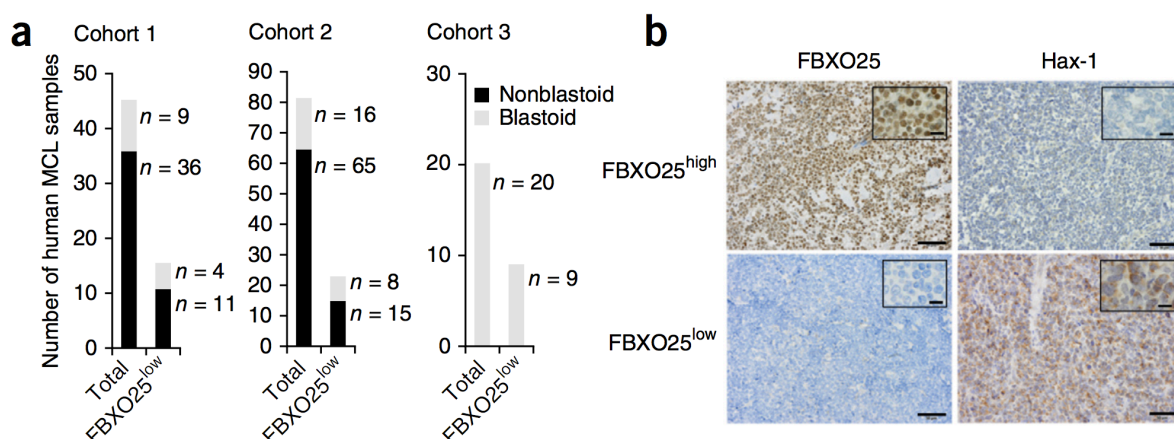 a
Cohort 1
Cohort 2
Cohort 3
Number of human MCL samples
50
40
30
20
10
0
n = 9
n = 36
n = 4
n = 11
Total
FBXO25low
90
80
70
60
50
40
30
20
10
0
n = 16
n = 65
n = 8
n = 15
Total
FBXO25low
30
20
10
0
Nonblastoid
Blastoid
n = 20
n = 9
Total
FBXO25low
b
FBXO25
Hax-1
FBXO25high
FBXO25low